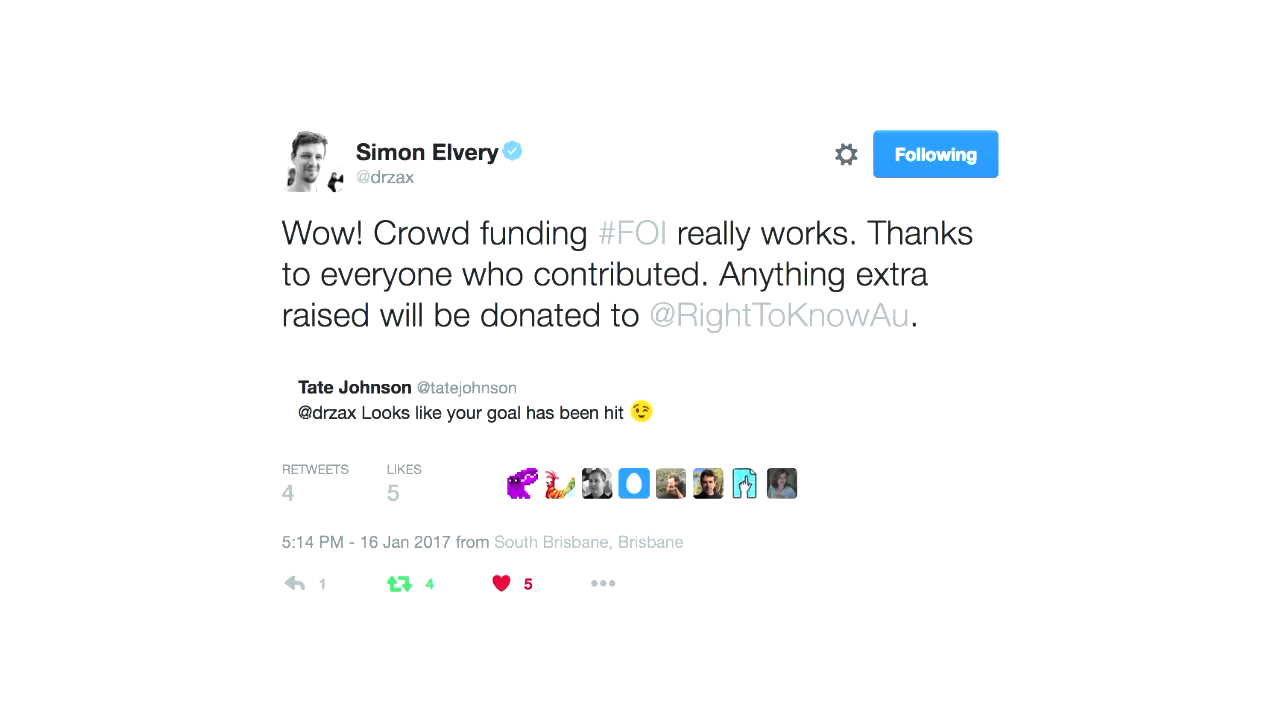 Simon Elvery
@drzax
Following
Wow! Crowd funding #FOI really works. Thanks
to everyone who contributed. Anything extra
raised will be donated to @RightToKnowAu.
Tate Johnson @tatejohnson
@drzax Looks like your goal has been hit 😉
RETWEETS LIKES
4 5
5:14 PM - 16 Jan 2017 from South Brisbane, Brisbane
1 4 5